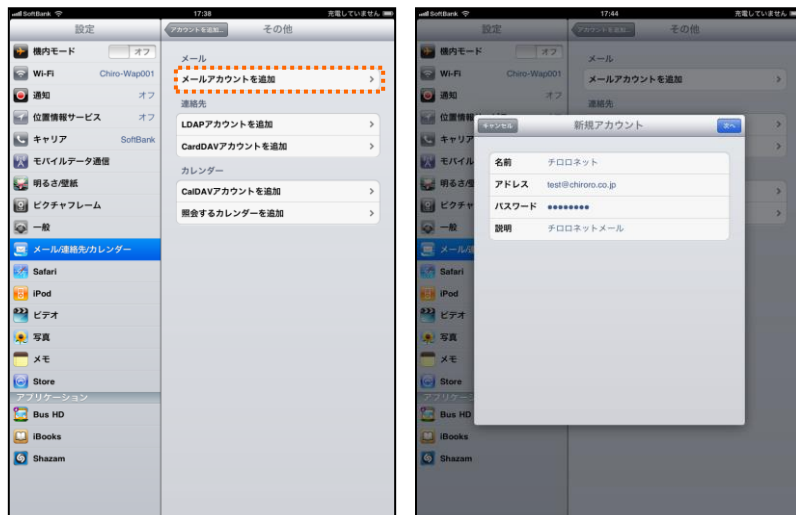 SoftBank 17:38 充電していません
設定
アカウントを追加... その他
機内モード オフ
Wi-Fi Chiro-Wap001
通知 オフ
位置情報サービス オフ
キャリア SoftBank
モバイルデータ通信
明るさ/壁紙
ピクチャフレーム
一般
メール/連絡先/カレンダー
Safari
iPod
ビデオ
写真
メモ
Store
アプリケーション
Bus HD
iBooks
Shazam
メール
メールアカウントを追加
連絡先
LDAPアカウントを追加
CardDAVアカウントを追加
カレンダー
CalDAVアカウントを追加
照会するカレンダーを追加
SoftBank 17:44 充電していません
設定
アカウントを追加... その他
機内モード オフ
Wi-Fi Chiro-Wap001
通知 オフ
位置情報 オフ
キャリア
モバイル
明るさ/壁
ピクチャ
一般
メール/連
Safari
iPod
ビデオ
写真
メモ
Store
アプリケーシ
Bus HD
iBooks
Shazam
メール
メールアカウントを追加
連絡先
キャンセル 新規アカウント 次へ
名前 チロロネット
アドレス test@chiroro.co.jp
パスワード ●●●●●●●●
説明 チロロネットメール